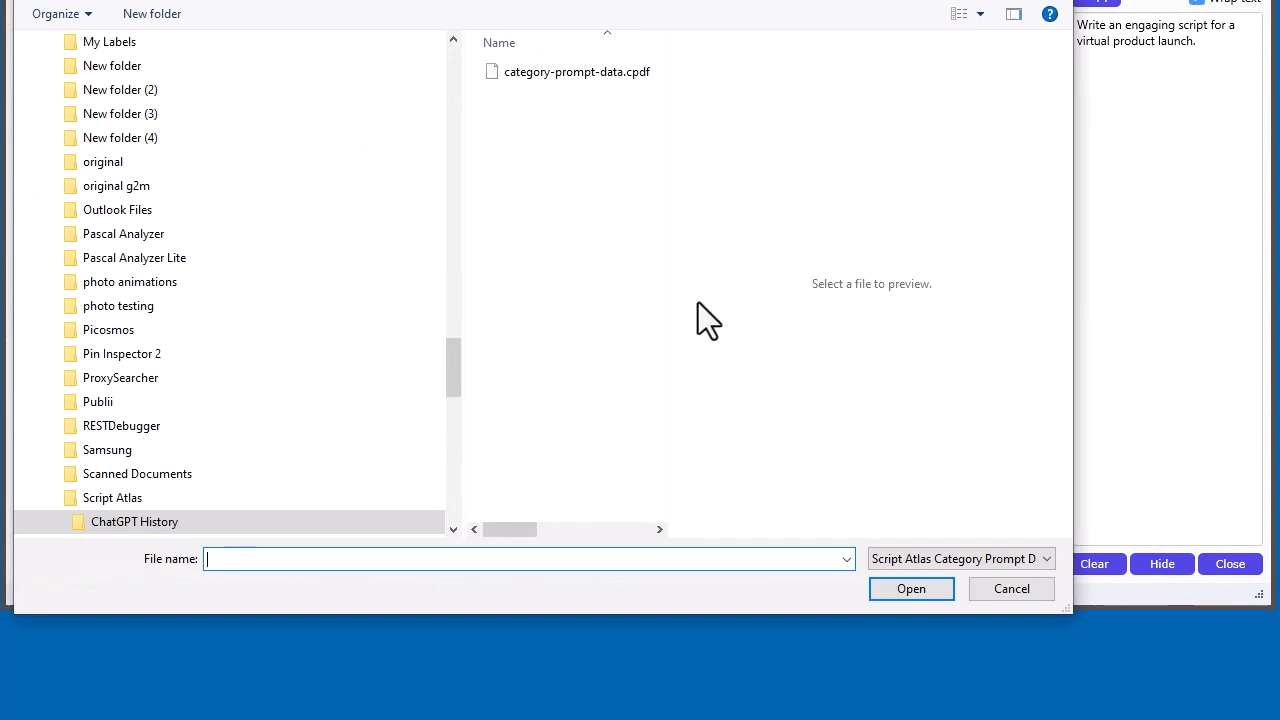 Organize
New folder
Wrap text
My Labels
New folder
New folder (2)
New folder (3)
New folder (4)
original
original g2m
Outlook Files
Pascal Analyzer
Pascal Analyzer Lite
photo animations
photo testing
Picosmos
Pin Inspector 2
ProxySearcher
Publii
RESTDebugger
Samsung
Scanned Documents
Script Atlas
ChatGPT History
Name
category-prompt-data.cpdf
Select a file to preview.
Write an engaging script for a
virtual product launch.
File name:
Script Atlas Category Prompt D
Open
Cancel
Clear
Hide
Close